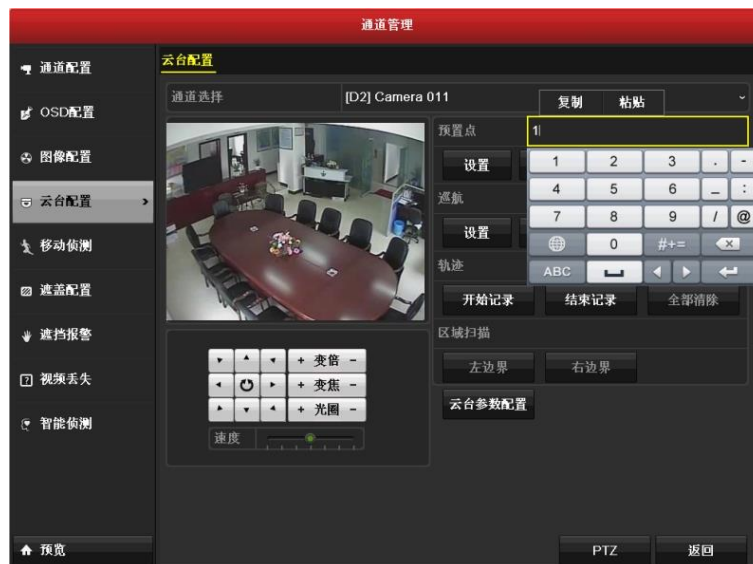 通道管理
通道配置
OSD配置
图像配置
云台配置
移动侦测
遮盖配置
遮挡报警
视频丢失
智能侦测
预览
云台配置
通道选择 [D2] Camera 011
复制 粘贴
预置点 1
设置
巡航
设置
轨迹
开始记录 结束记录 全部清除
区域扫描
左边界 右边界
云台参数配置
1 2 3 . -
4 5 6 _ :
7 8 9 / @
0 #+=
ABC
+ 变倍 -
+ 变焦 -
+ 光圈 -
速度
PTZ 返回